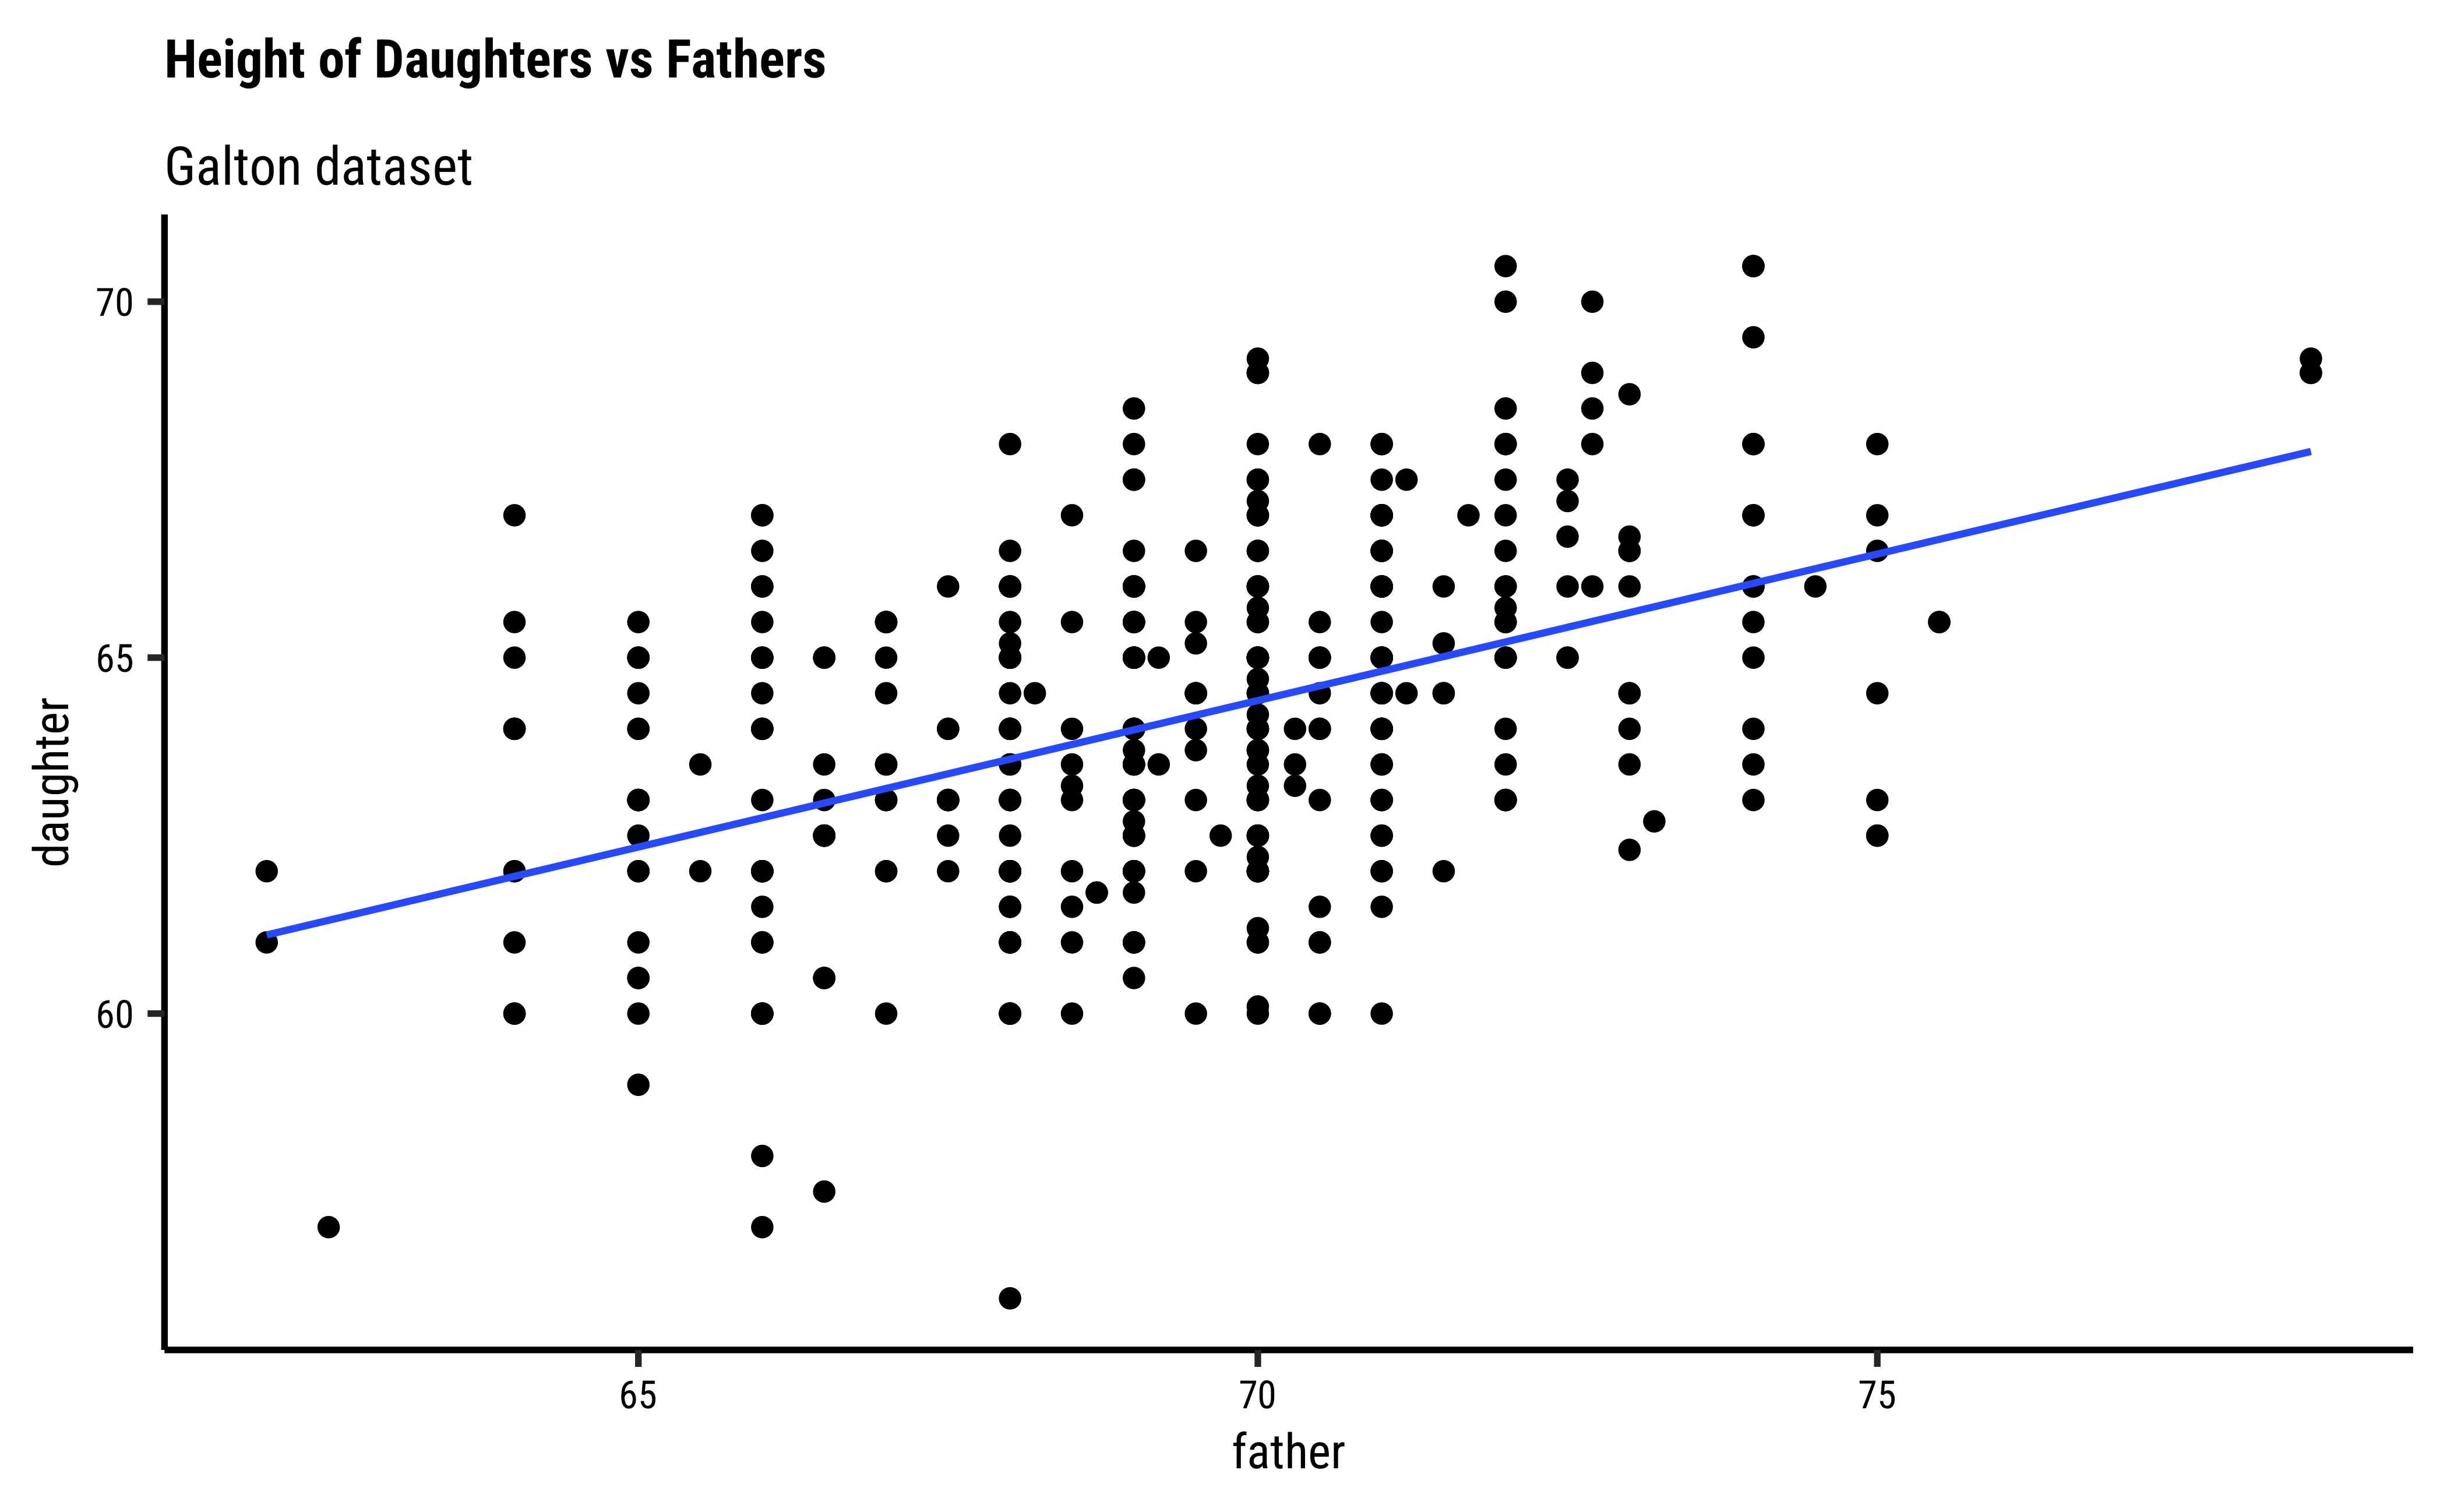 Height of Daughters vs Fathers
Galton dataset
70
65
60
daughter
65 70 75
father